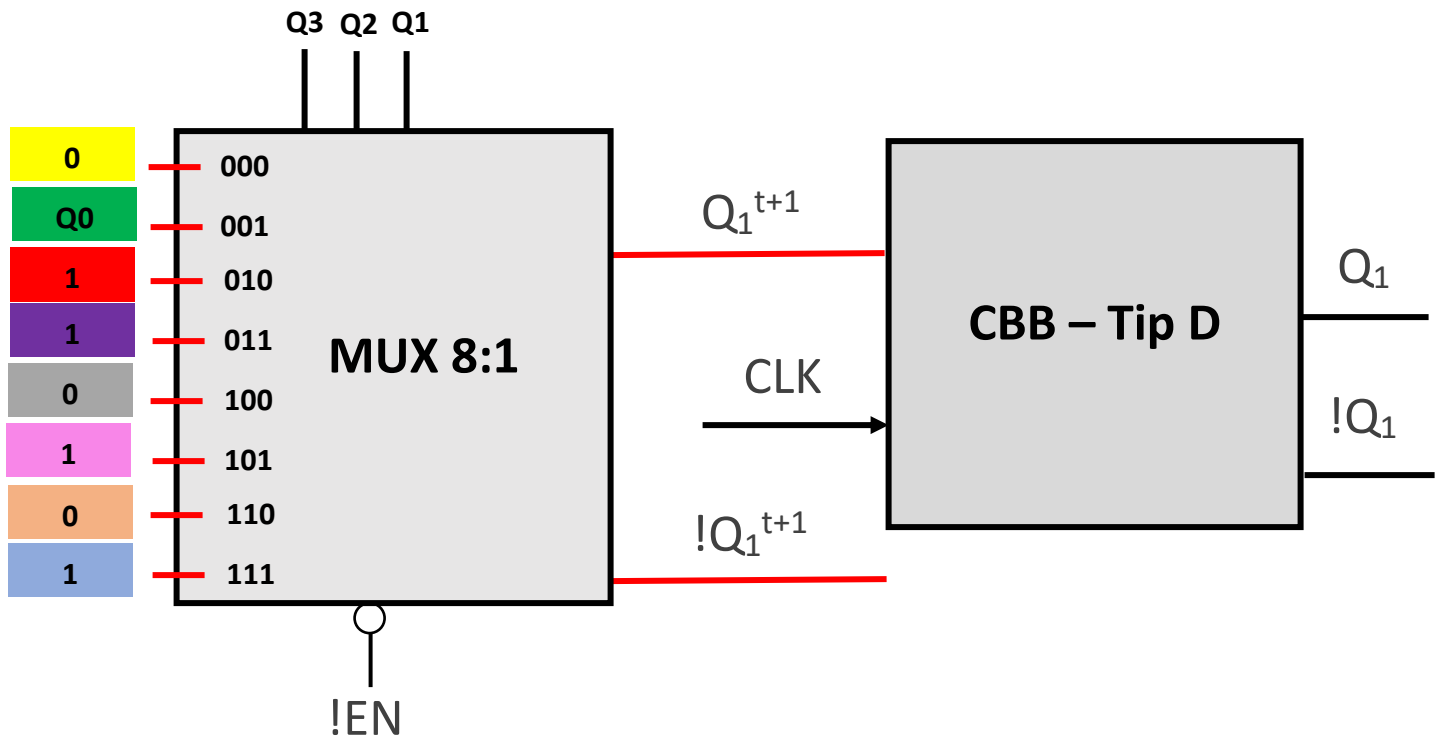 Q3 Q2 Q1
0 000
Q0 001
1 010
1 011
0 100
1 101
0 110
1 111
MUX 8:1
!EN
Q₁ᵗ⁺¹
CLK
!Q₁ᵗ⁺¹
CBB – Tip D
Q₁
!Q₁